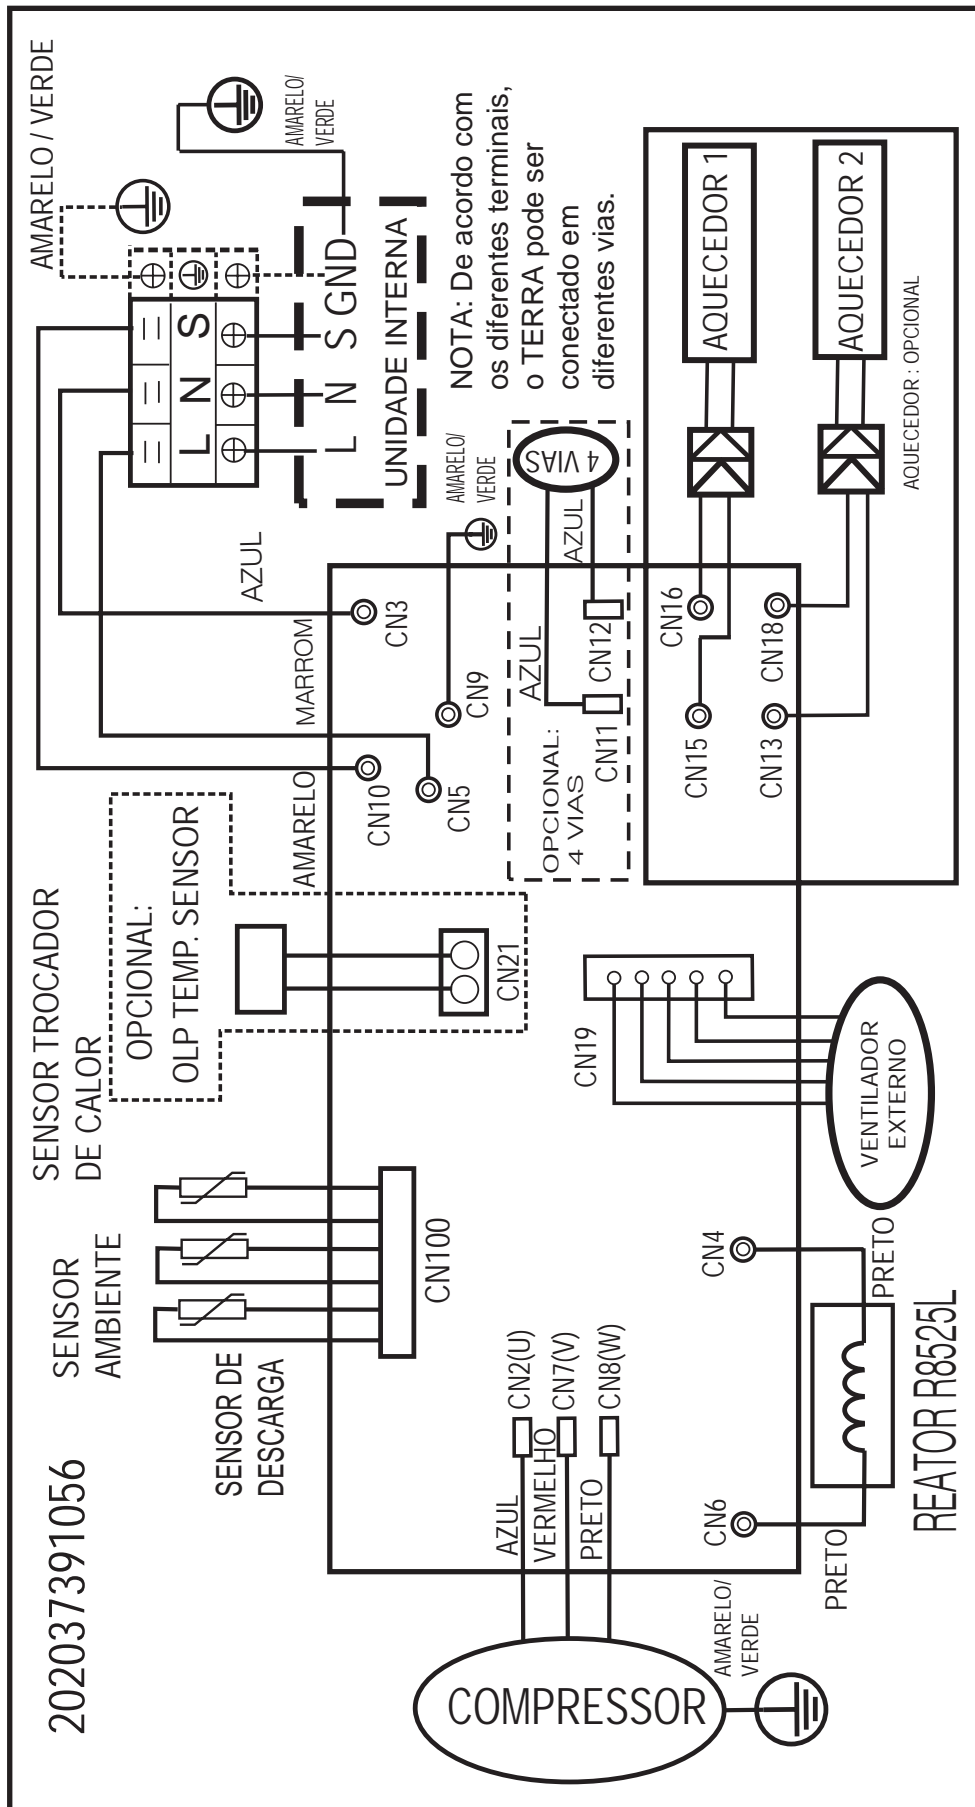 20203791056
SENSOR TROCADOR
DE CALOR
SENSOR
AMBIENTE
SENSOR DE
DESCARGA
CN100
OPCIONAL:
OLP TEMP. SENSOR
CN21
AMARELO
MARROM
AZUL
CN10
CN5
CN3
CN9
AMARELO/
VERDE
AMARELO / VERDE
L N S
L N S GND
UNIDADE INTERNA
AMARELO/
VERDE
NOTA: De acordo com
os diferentes terminais,
o TERRA pode ser
conectado em
diferentes vias.
4 VIAS
AZUL
AZUL
CN12
CN11
OPCIONAL:
4 VIAS
CN16
CN15
CN18
CN13
AQUECEDOR 1
AQUECEDOR 2
AQUECEDOR : OPCIONAL
CN19
VENTILADOR
EXTERNO
CN4
CN6
PRETO
PRETO
REATOR R8525L
CN2(U)
CN7(V)
CN8(W)
AZUL
VERMELHO
PRETO
COMPRESSOR
AMARELO/
VERDE